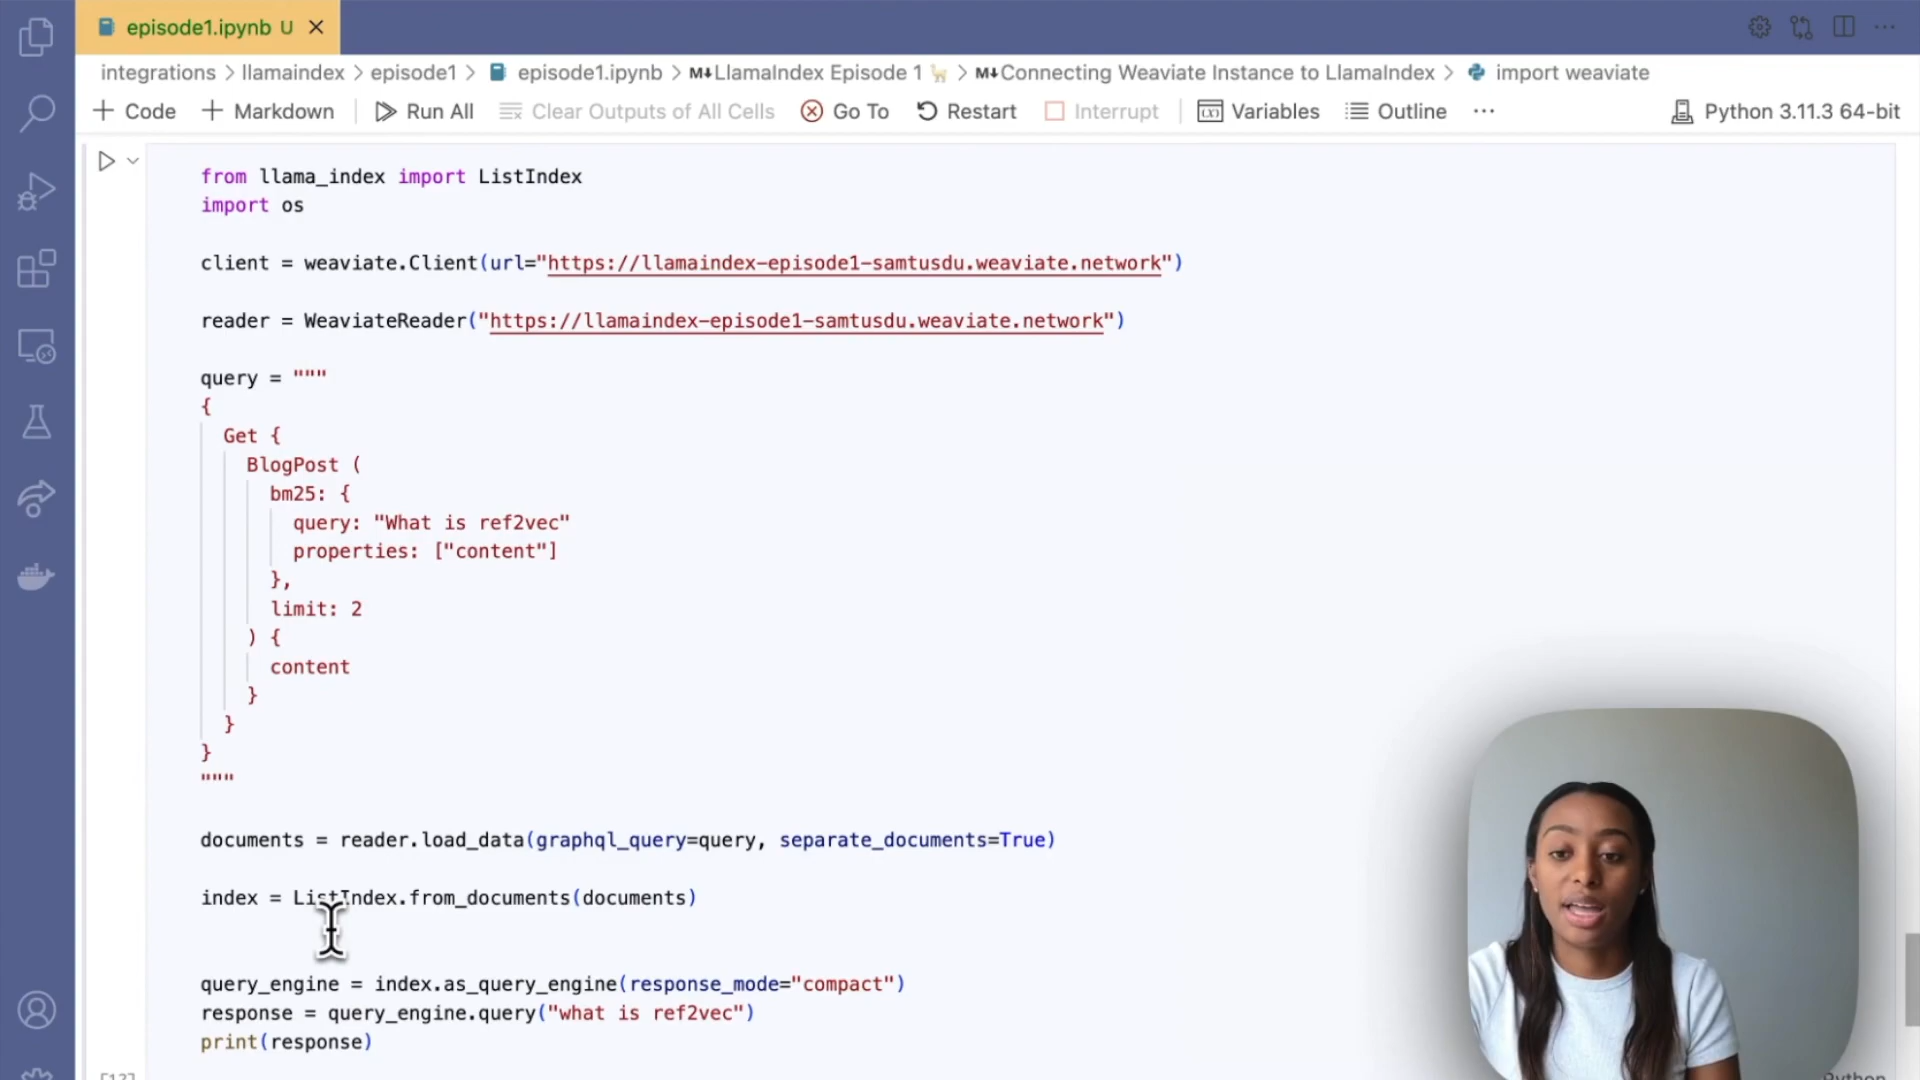 episode1.ipynb U
integrations > llamaindex > episode1 > episode1.ipynb > M↓LlamaIndex Episode 1 🦙 > M↓Connecting Weaviate Instance to LlamaIndex > import weaviate
+ Code + Markdown Run All Clear Outputs of All Cells Go To Restart Interrupt Variables Outline ··· Python 3.11.3 64-bit
from llama_index import ListIndex
import os
client = weaviate.Client(url="https://llamaindex-episode1-samtusdu.weaviate.network")
reader = WeaviateReader("https://llamaindex-episode1-samtusdu.weaviate.network")
query = """
{
Get {
BlogPost (
bm25: {
query: "What is ref2vec"
properties: ["content"]
},
limit: 2
) {
content
}
}
}
"""
documents = reader.load_data(graphql_query=query, separate_documents=True)
index = ListIndex.from_documents(documents)
query_engine = index.as_query_engine(response_mode="compact")
response = query_engine.query("what is ref2vec")
print(response)
Python